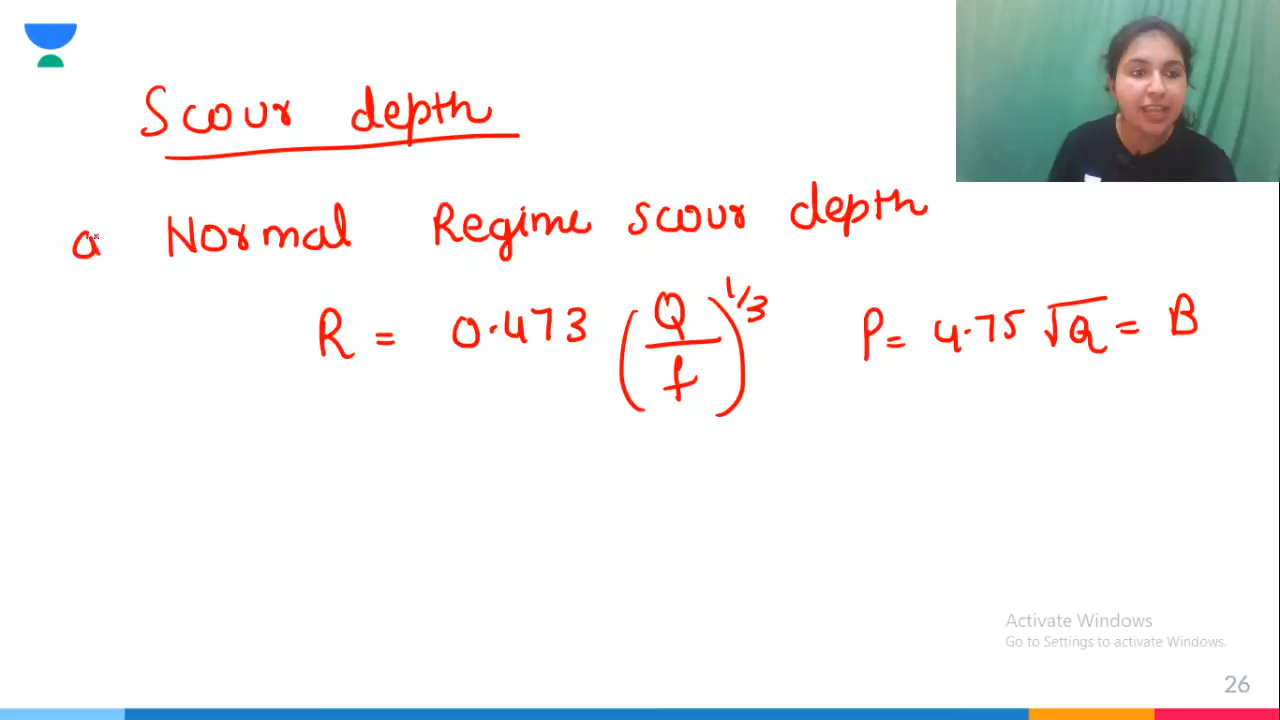 Scour depth
a Normal Regime scour depth
R = 0.473 (Q/f)^1/3 P = 4.75 √Q = B
Activate Windows
Go to Settings to activate Windows.
26